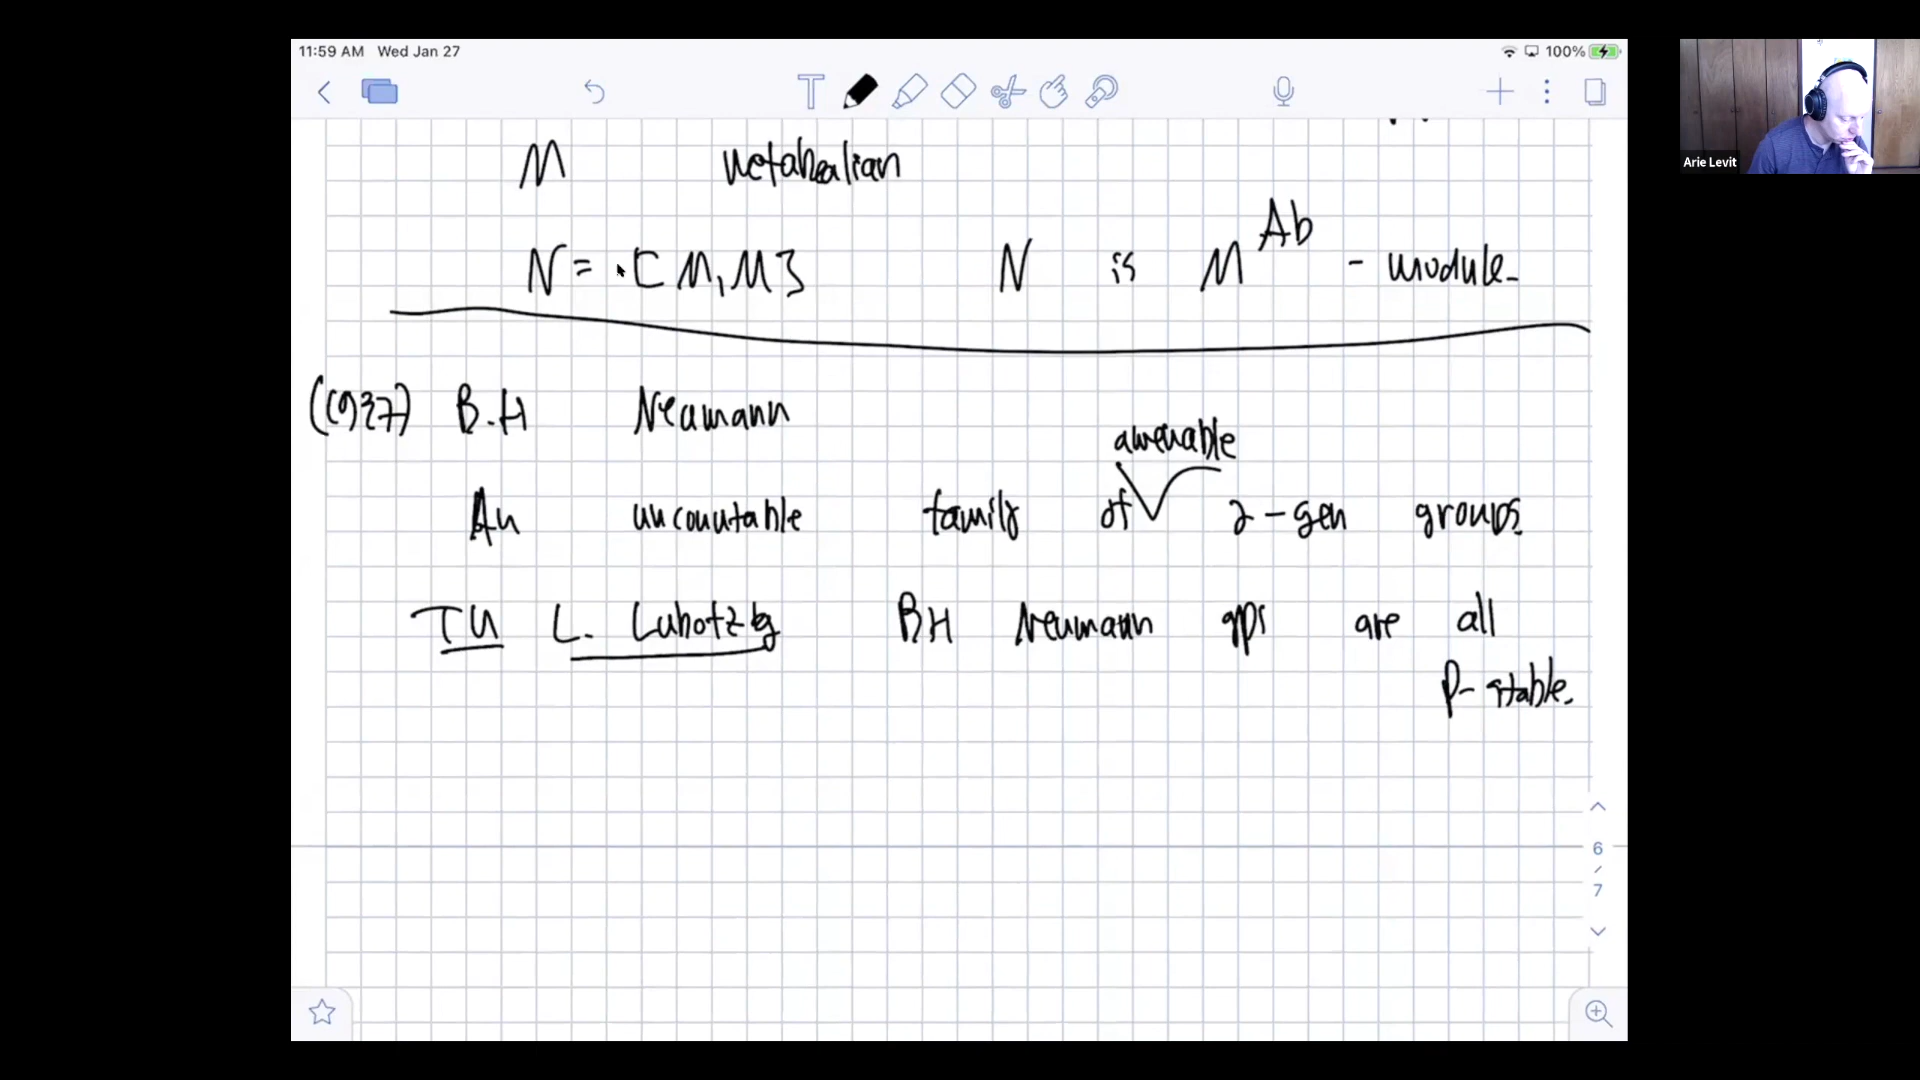 11:59 AM Wed Jan 27
100%
Arie Levit
M metabelian
N = [M, M] N is M^Ab - module.
(1937) B.H Neumann
amenable
An uncountable family of 2-gen groups.
TH L. Lubotzky BH Neumann gps are all
P-stable.
6
7